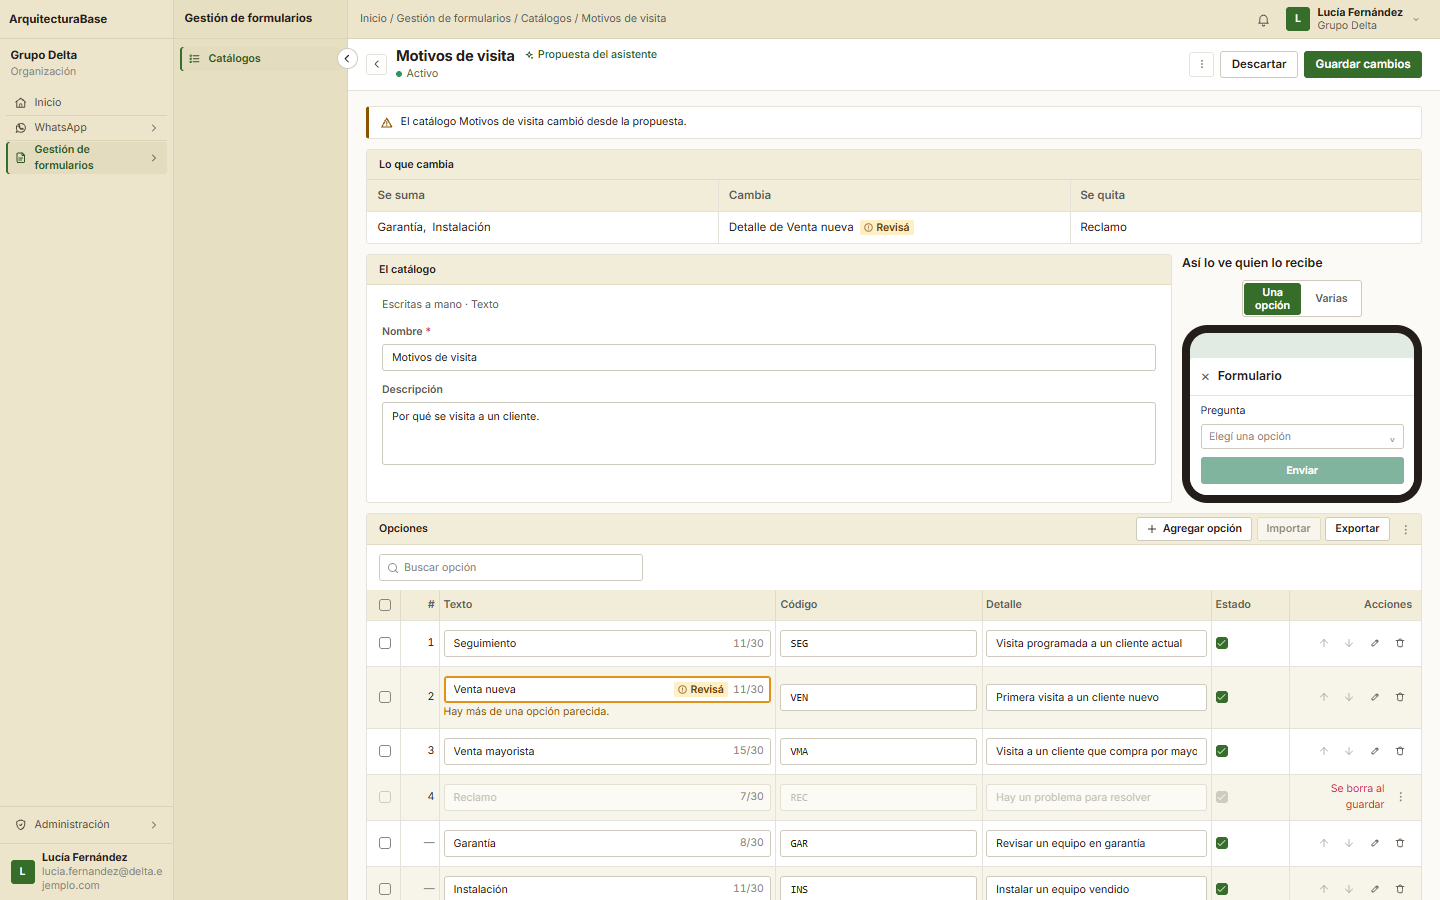 ArquitecturaBase
Gestión de formularios
Inicio / Gestión de formularios / Catálogos / Motivos de visita
L
Lucía Fernández
Grupo Delta
Grupo Delta
Organización
Inicio
WhatsApp
Gestión de
formularios
Catálogos
Motivos de visita
Propuesta del asistente
Activo
Descartar
Guardar cambios
El catálogo Motivos de visita cambió desde la propuesta.
Lo que cambia
Se suma
Cambia
Se quita
Garantía, Instalación
Detalle de Venta nueva
Revisá
Reclamo
El catálogo
Escritas a mano · Texto
Nombre *
Motivos de visita
Descripción
Por qué se visita a un cliente.
Así lo ve quien lo recibe
Una
opción
Varias
Formulario
Pregunta
Elegí una opción
Enviar
Opciones
Agregar opción
Importar
Exportar
Buscar opción
# Texto Código Detalle Estado Acciones
1 Seguimiento 11/30 SEG Visita programada a un cliente actual
2 Venta nueva Revisá 11/30 VEN Primera visita a un cliente nuevo
Hay más de una opción parecida.
3 Venta mayorista 15/30 VMA Visita a un cliente que compra por mayo
4 Reclamo 7/30 REC Hay un problema para resolver Se borra al
guardar
— Garantía 8/30 GAR Revisar un equipo en garantía
— Instalación 11/30 INS Instalar un equipo vendido
Administración
L
Lucía Fernández
lucia.fernandez@delta.e
jemplo.com